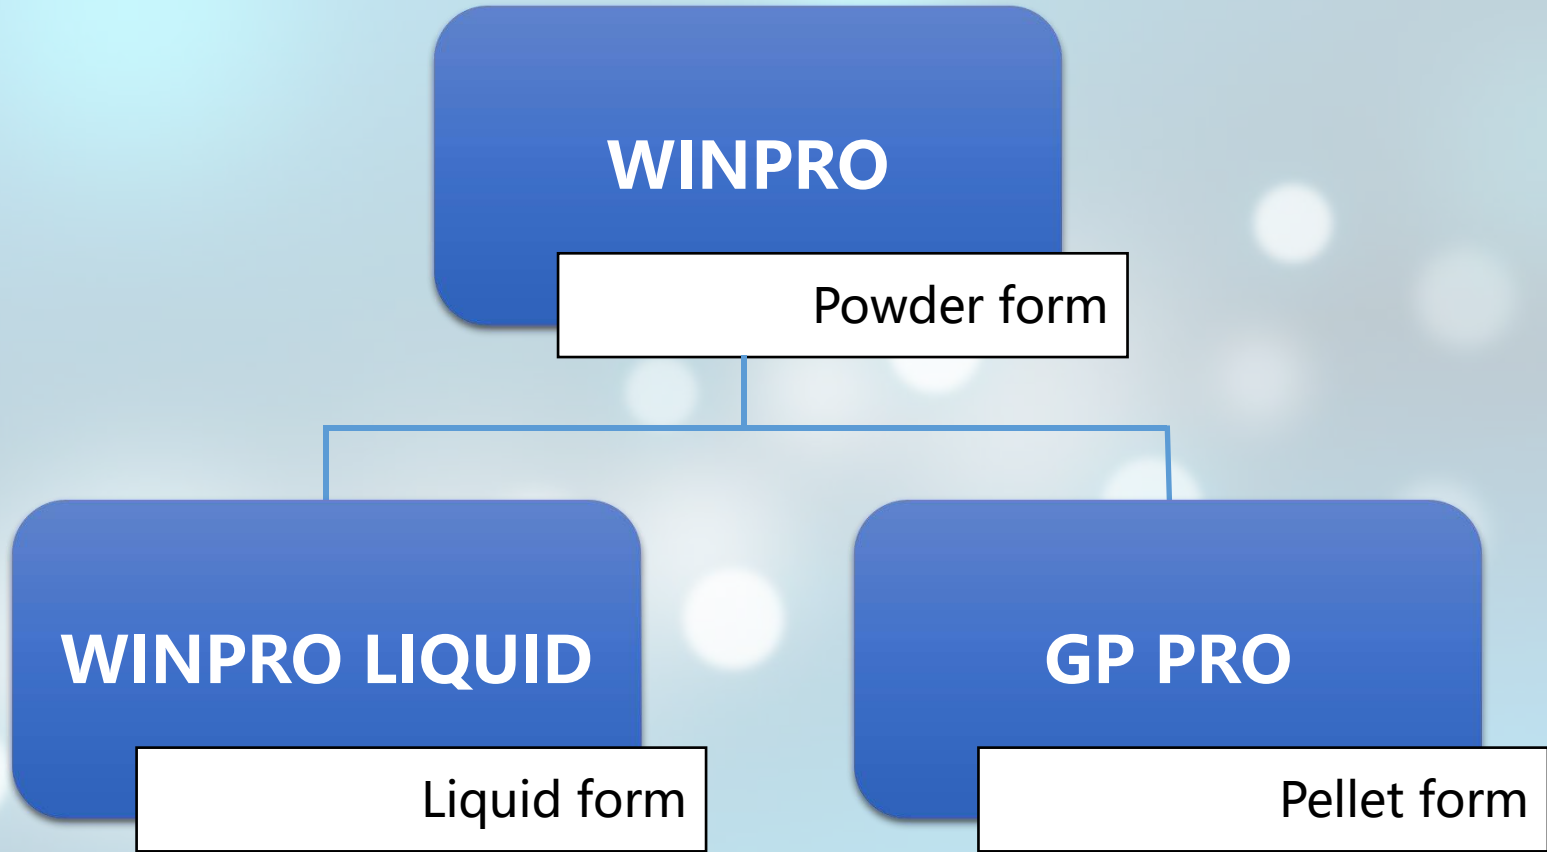 WINPRO
Powder form
WINPRO LIQUID
Liquid form
GP PRO
Pellet form